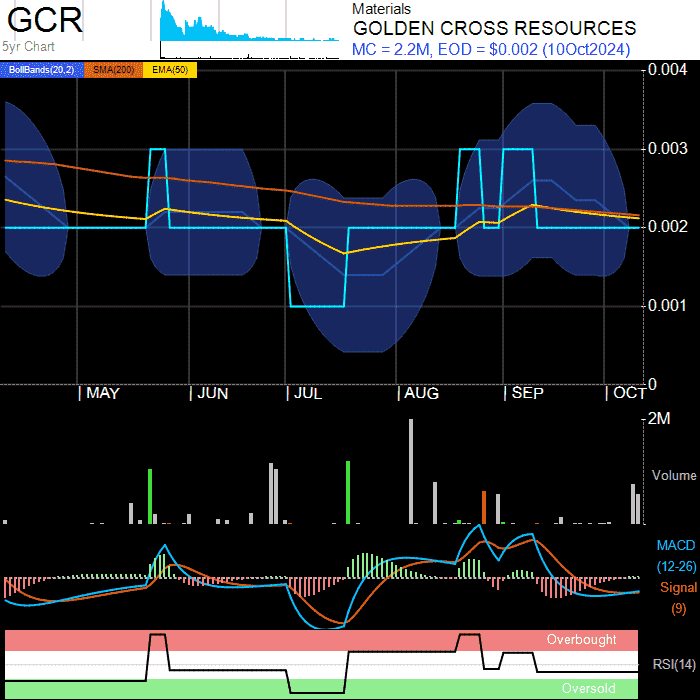 GCR
5yr Chart
Materials
GOLDEN CROSS RESOURCES
MC = 2.2M, EOD = $0.002 (10Oct2024)
BollBands(20,2) SMA(200) EMA(50)
0.004
0.003
0.002
0.001
0
| MAY | JUN | JUL | AUG | SEP | OCT
2M
Volume
MACD
(12-26)
Signal
(9)
Overbought
RSI(14)
Oversold